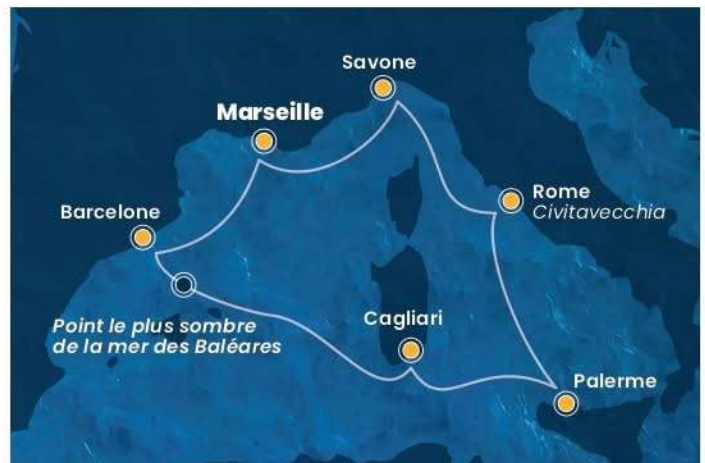 Savone
Marseille
Rome
Civitavecchia
Barcelone
Point le plus sombre
de la mer des Baléares
Cagliari
Palerme